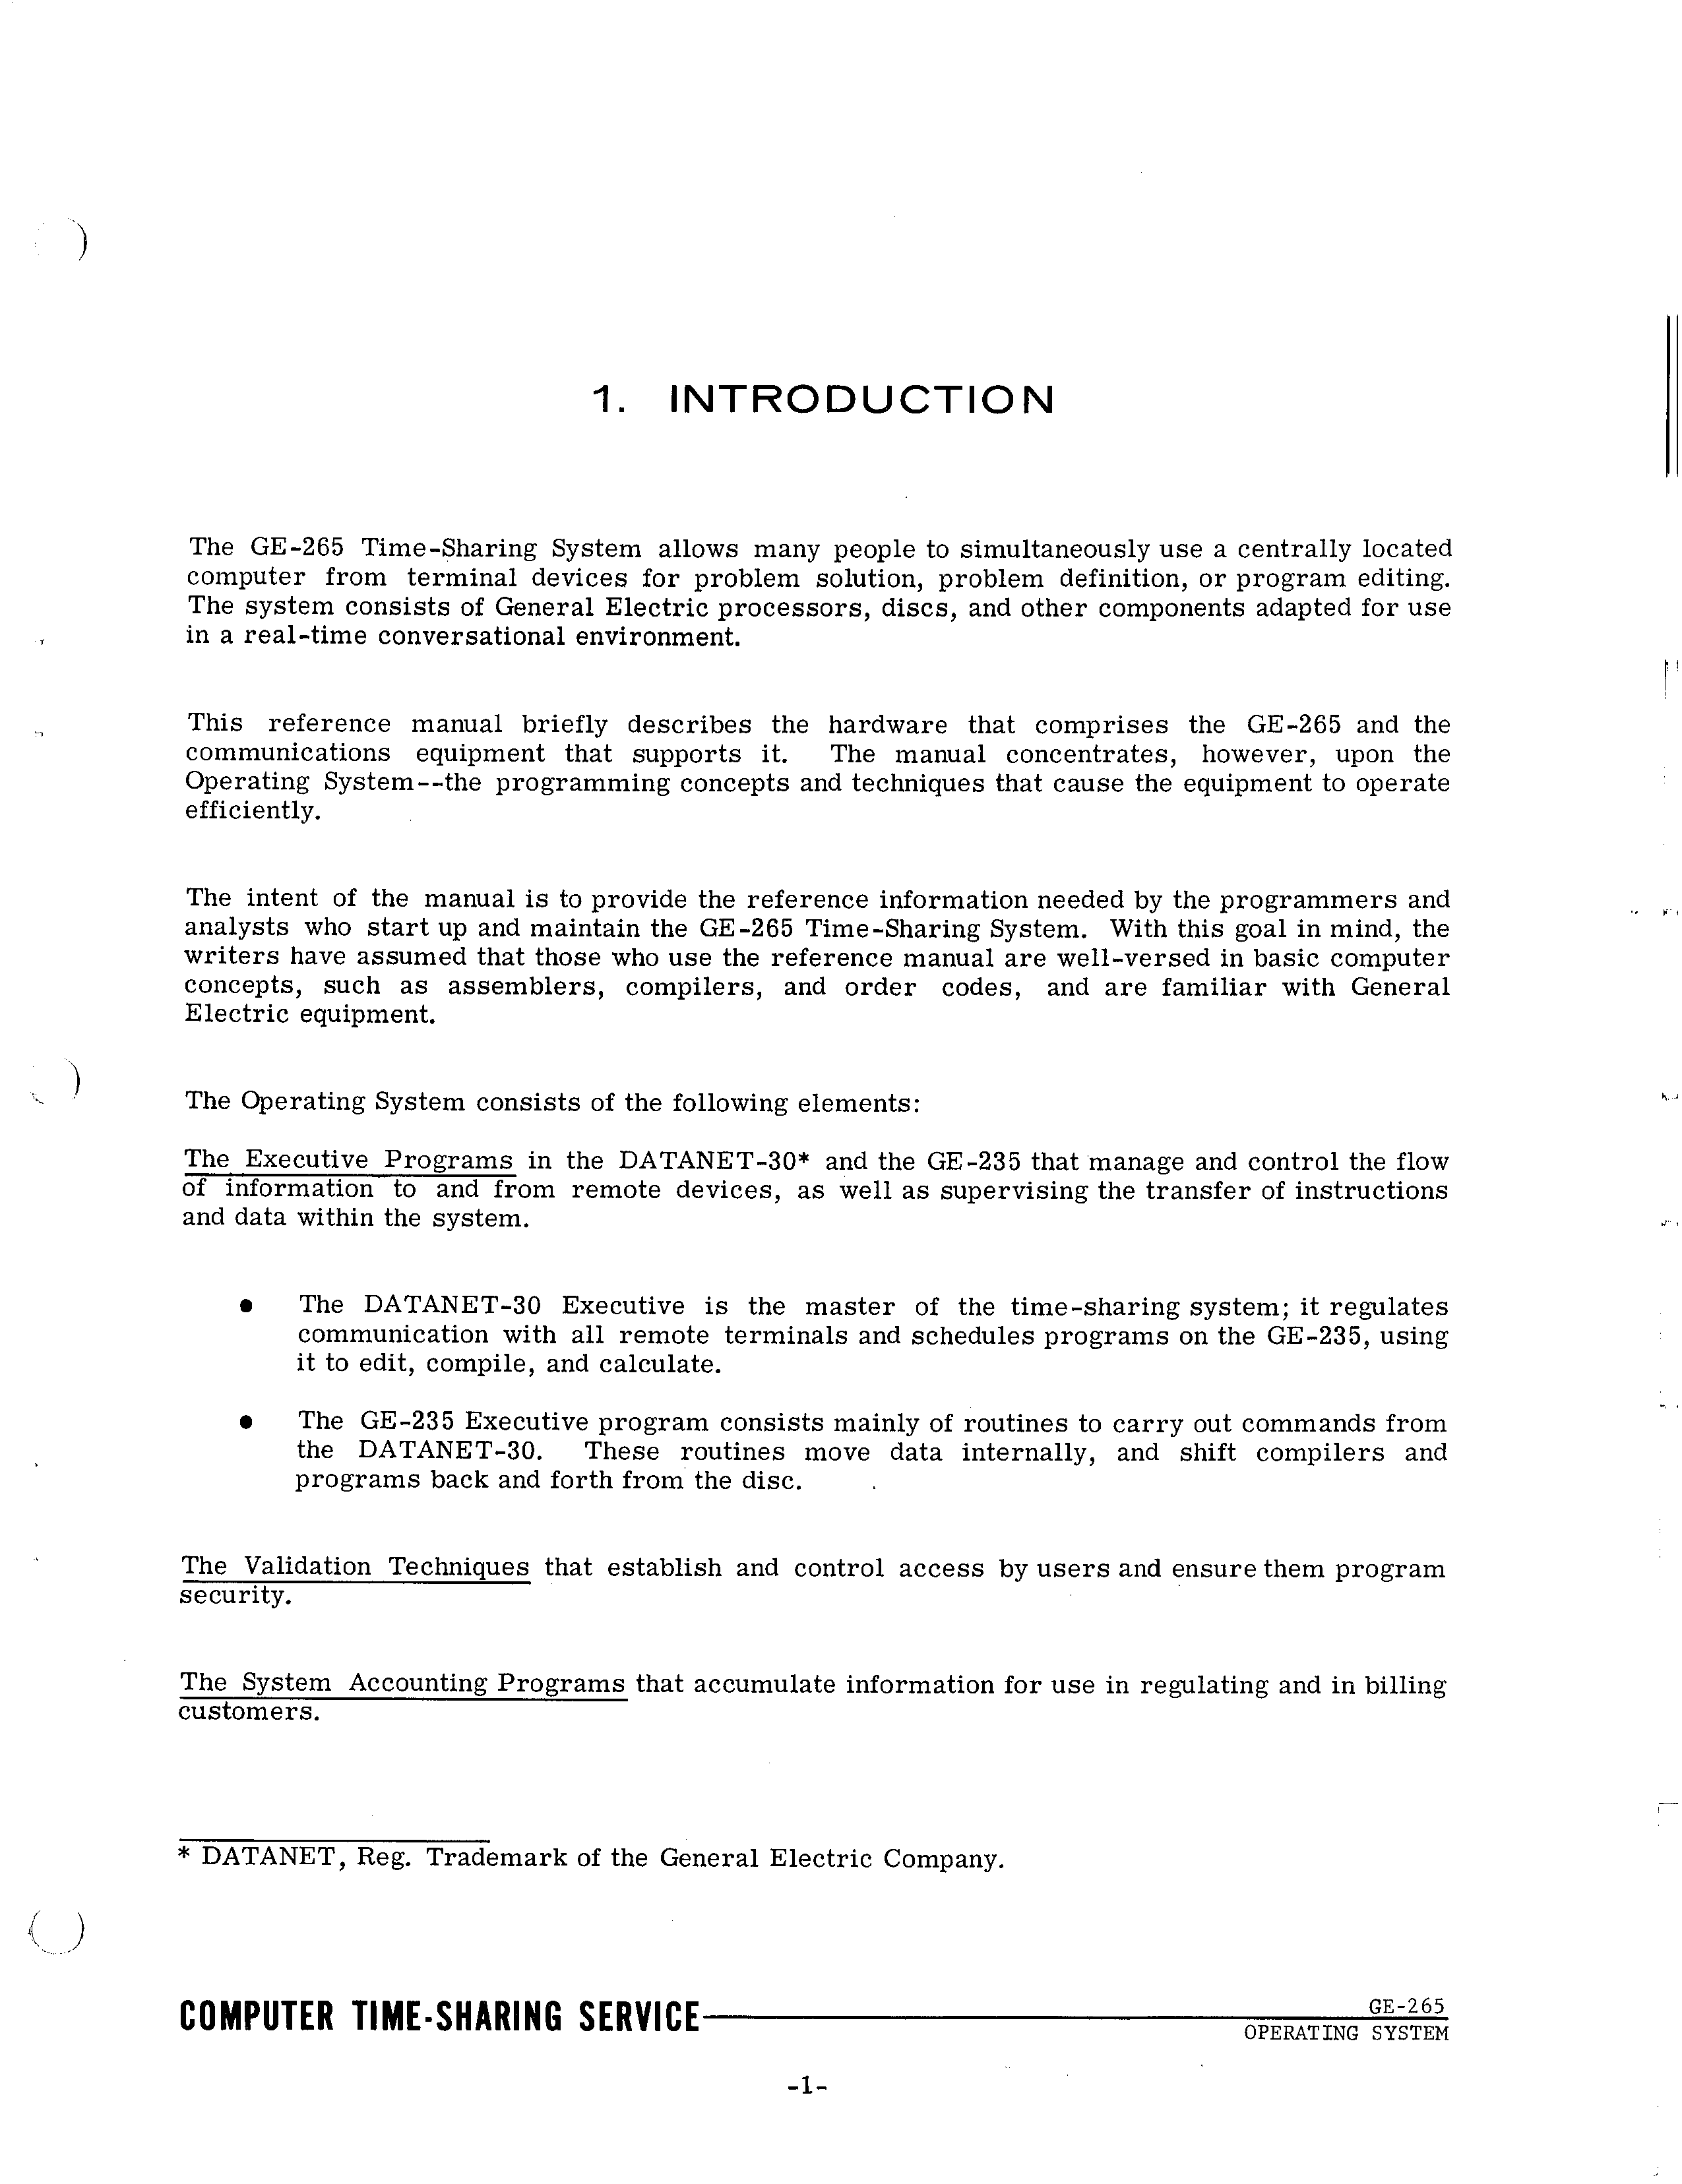 1. INTRODUCTION
The GE-265 Time-Sharing System allows many people to simultaneously use a centrally located
computer from terminal devices for problem solution, problem definition, or program editing.
The system consists of General Electric processors, discs, and other components adapted for use
in a real-time conversational environment.
This reference manual briefly describes the hardware that comprises the GE-265 and the
communications equipment that supports it. The manual concentrates, however, upon the
Operating System--the programming concepts and techniques that cause the equipment to operate
efficiently.
The intent of the manual is to provide the reference information needed by the programmers and
analysts who start up and maintain the GE-265 Time-Sharing System. With this goal in mind, the
writers have assumed that those who use the reference manual are well-versed in basic computer
concepts, such as assemblers, compilers, and order codes, and are familiar with General
Electric equipment.
The Operating System consists of the following elements:
The Executive Programs in the DATANET-30* and the GE-235 that manage and control the flow
of information to and from remote devices, as well as supervising the transfer of instructions
and data within the system.
● The DATANET-30 Executive is the master of the time-sharing system; it regulates
communication with all remote terminals and schedules programs on the GE-235, using
it to edit, compile, and calculate.
● The GE-235 Executive program consists mainly of routines to carry out commands from
the DATANET-30. These routines move data internally, and shift compilers and
programs back and forth from the disc.
The Validation Techniques that establish and control access by users and ensure them program
security.
The System Accounting Programs that accumulate information for use in regulating and in billing
customers.
* DATANET, Reg. Trademark of the General Electric Company.
COMPUTER TIME-SHARING SERVICE
GE-265
OPERATING SYSTEM
-1-